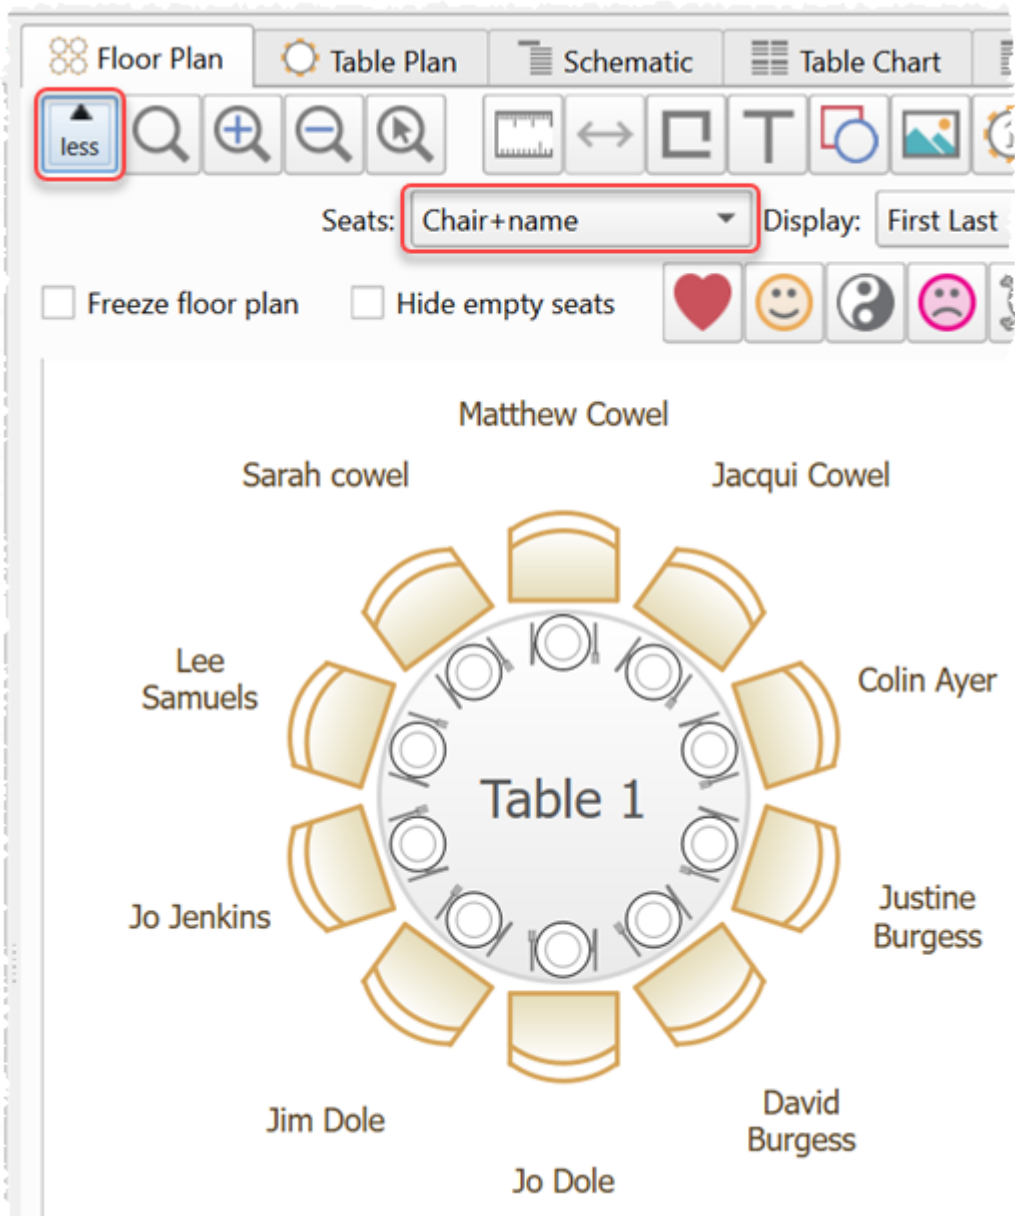 Floor Plan
Table Plan
Schematic
Table Chart
less
Seats: Chair+name Display: First Last
Freeze floor plan
Hide empty seats
Matthew Cowel
Sarah cowel
Jacqui Cowel
Lee
Samuels
Colin Ayer
Table 1
Jo Jenkins
Justine
Burgess
Jim Dole
David
Burgess
Jo Dole